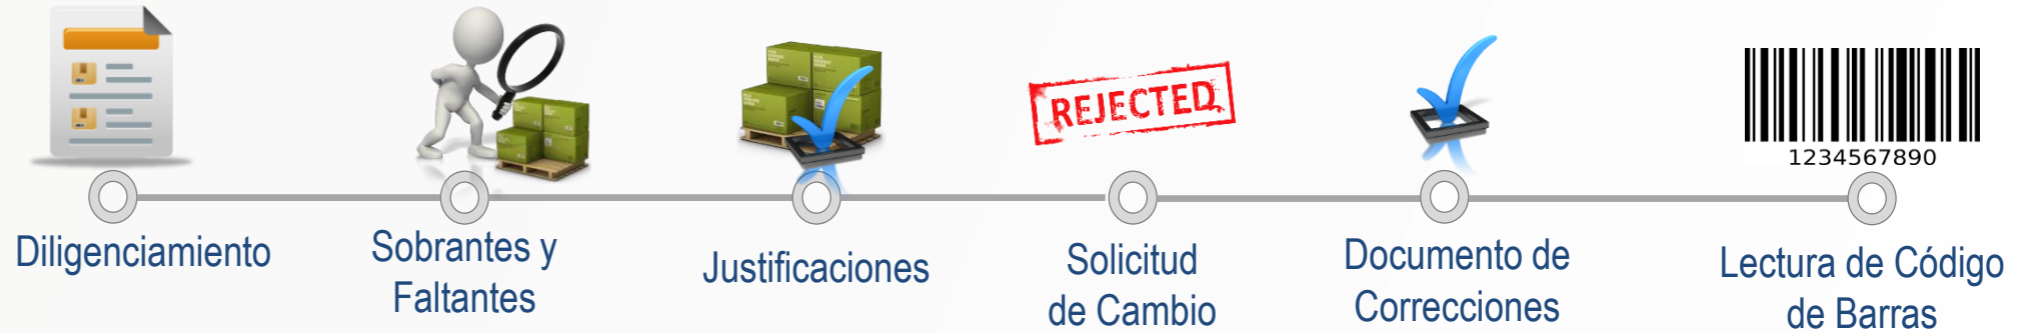 REJECTED
1234567890
Diligenciamiento
Sobrantes y
Faltantes
Justificaciones
Solicitud
de Cambio
Documento de
Correcciones
Lectura de Código
de Barras